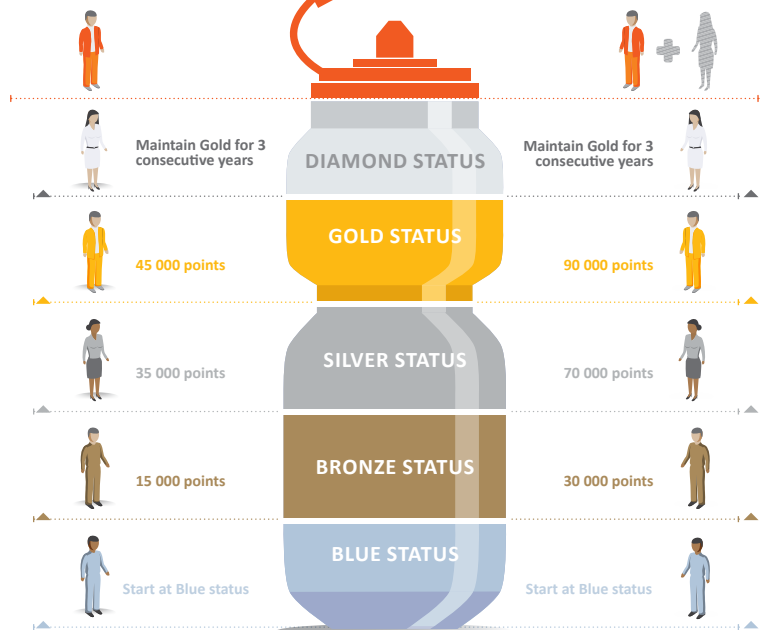 Maintain Gold for 3
consecutive years
DIAMOND STATUS
Maintain Gold for 3
consecutive years
GOLD STATUS
45 000 points
90 000 points
SILVER STATUS
35 000 points
70 000 points
BRONZE STATUS
15 000 points
30 000 points
BLUE STATUS
Start at Blue status
Start at Blue status